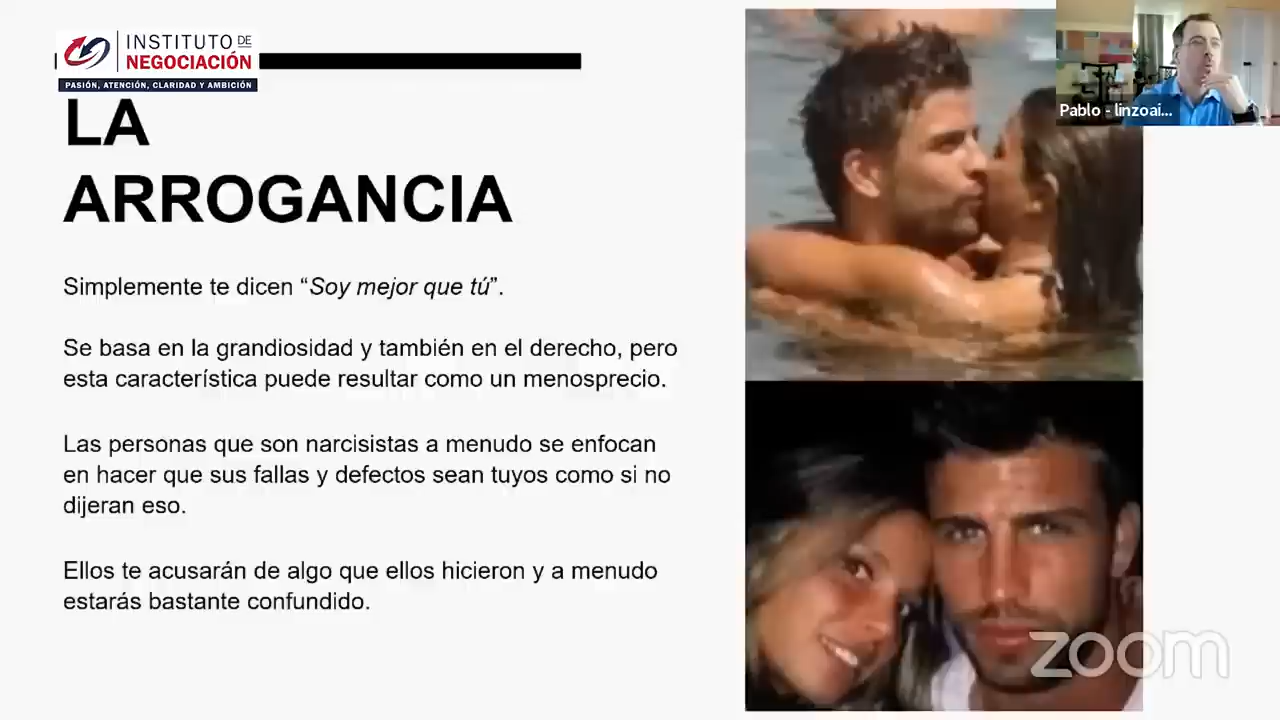 INSTITUTO DE
NEGOCIACIÓN
PASIÓN, ATENCIÓN, CLARIDAD Y AMBICIÓN
LA
ARROGANCIA
Simplemente te dicen “Soy mejor que tú”.
Se basa en la grandiosidad y también en el derecho, pero
esta característica puede resultar como un menosprecio.
Las personas que son narcisistas a menudo se enfocan
en hacer que sus fallas y defectos sean tuyos como si no
dijeran eso.
Ellos te acusarán de algo que ellos hicieron y a menudo
estarás bastante confundido.
Pablo - linzoai...
zoom